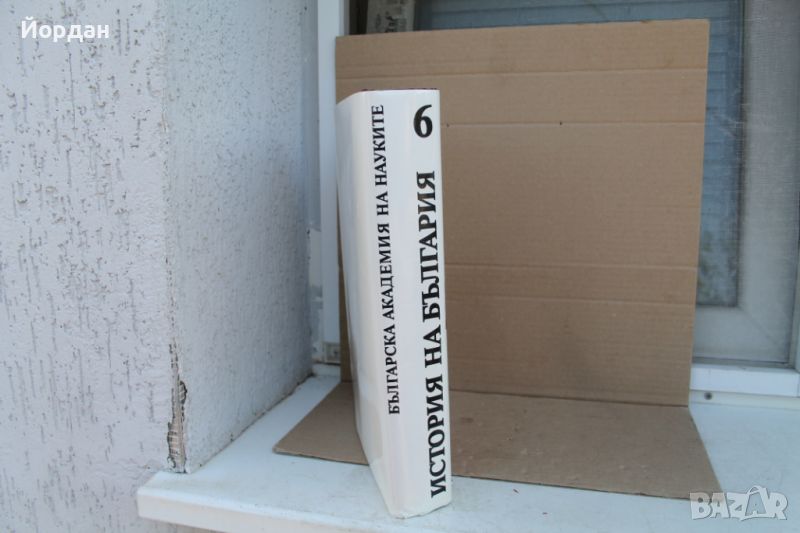 Йордан
6
БЪЛГАРСКА АКАДЕМИЯ НА НАУКИТЕ
ИСТОРИЯ НА БЪЛГАРИЯ
BAZAR